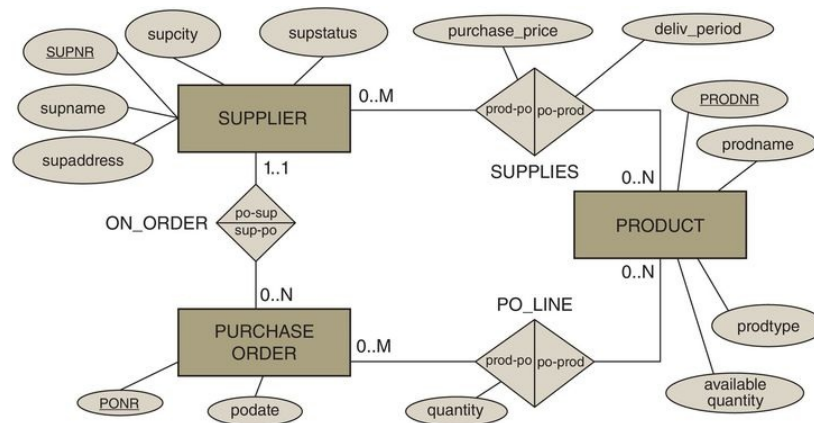 supcity
supstatus
purchase_price
deliv_period
SUPNR
supname
supaddress
SUPPLIER
0..M
prod-po
po-prod
SUPPLIES
PRODNR
prodname
1..1
ON_ORDER
po-sup
sup-po
0..N
PRODUCT
0..N
0..N
PO_LINE
PURCHASE
ORDER
0..M
prod-po
po-prod
prodtype
PONR
podate
quantity
available
quantity